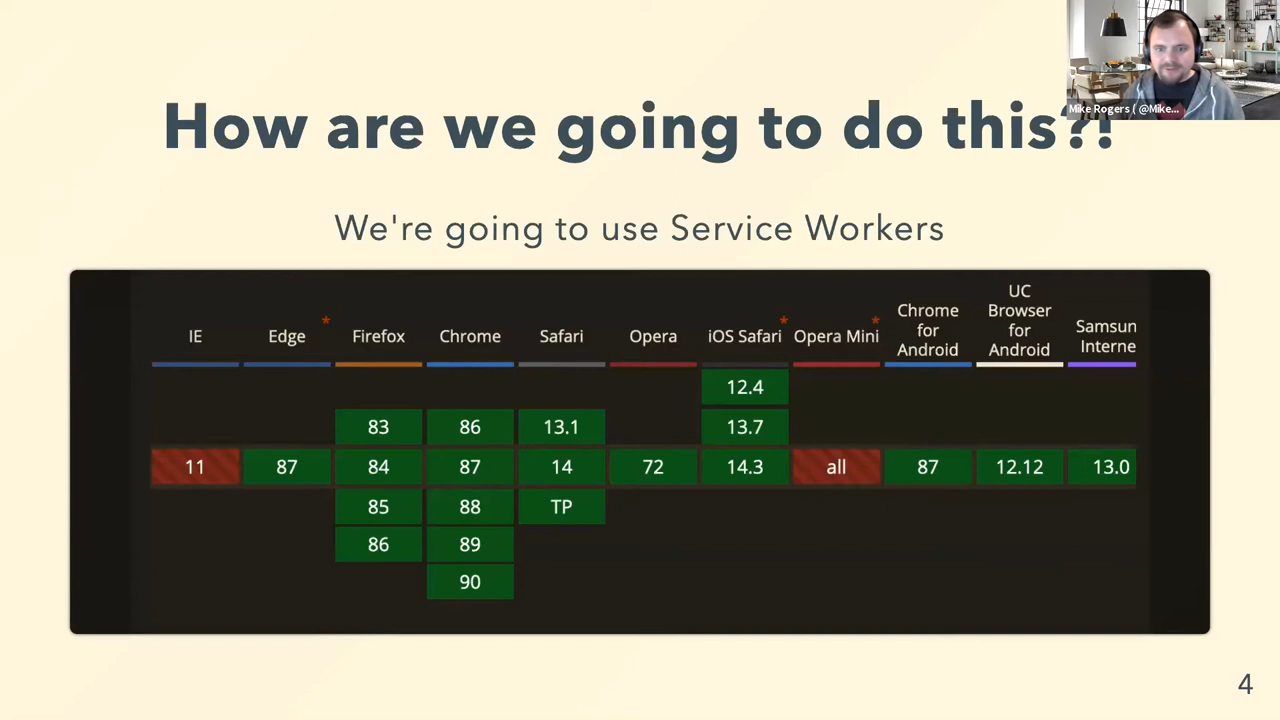 Mike Rogers ( @Mike...
How are we going to do this?!
We're going to use Service Workers
IE
Edge *
Firefox
Chrome
Safari
Opera
iOS Safari *
Opera Mini *
Chrome
for
Android
UC
Browser
for
Android
Samsun
Interne
12.4
83 86 13.1 13.7
11 87 84 87 14 72 14.3 all 87 12.12 13.0
85 88 TP
86 89
90
4